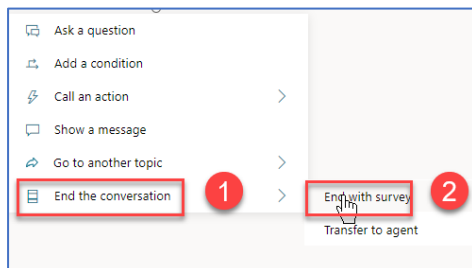 Ask a question
Add a condition
Call an action
Show a message
Go to another topic
End the conversation
1
End with survey
2
Transfer to agent